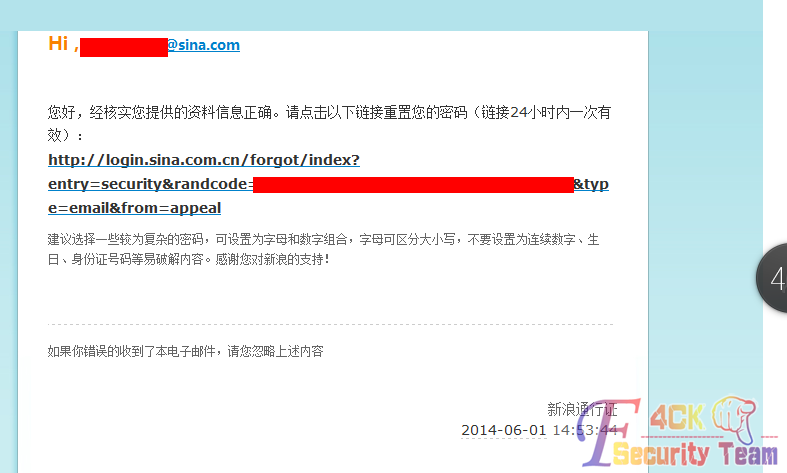 Hi ,
@sina.com
您好，经核实您提供的资料信息正确。请点击以下链接重置您的密码（链接24小时内一次有
效）：
http://login.sina.com.cn/forgot/index?
entry=security&randcode=
&typ
e=email&from=appeal
建议选择一些较为复杂的密码，可设置为字母和数字组合，字母可区分大小写，不要设置为连续数字、生
日、身份证号码等易破解内容。感谢您对新浪的支持!
如果你错误的收到了本电子邮件，请您忽略上述内容
新浪通行证
2014-06-01 14:53:44
F4CK
Security Team
4